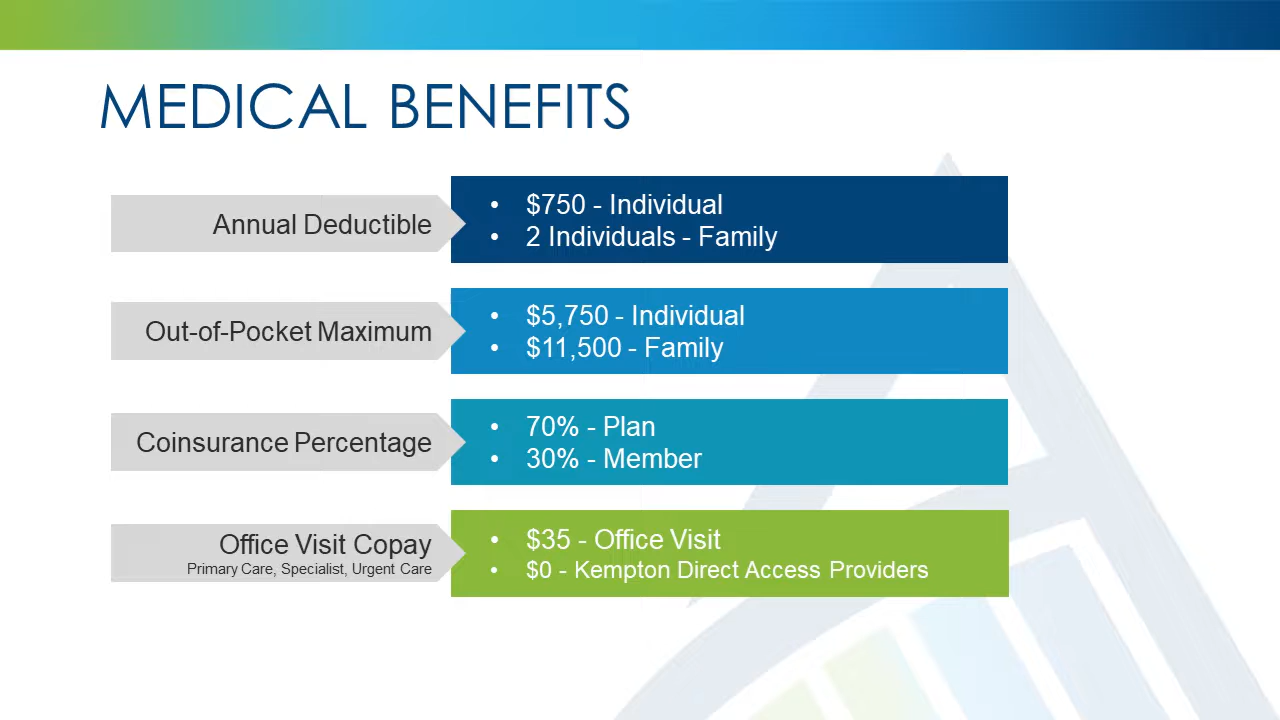 MEDICAL BENEFITS
Annual Deductible
• $750 - Individual
• 2 Individuals - Family
Out-of-Pocket Maximum
• $5,750 - Individual
• $11,500 - Family
Coinsurance Percentage
• 70% - Plan
• 30% - Member
Office Visit Copay
Primary Care, Specialist, Urgent Care
• $35 - Office Visit
• $0 - Kempton Direct Access Providers